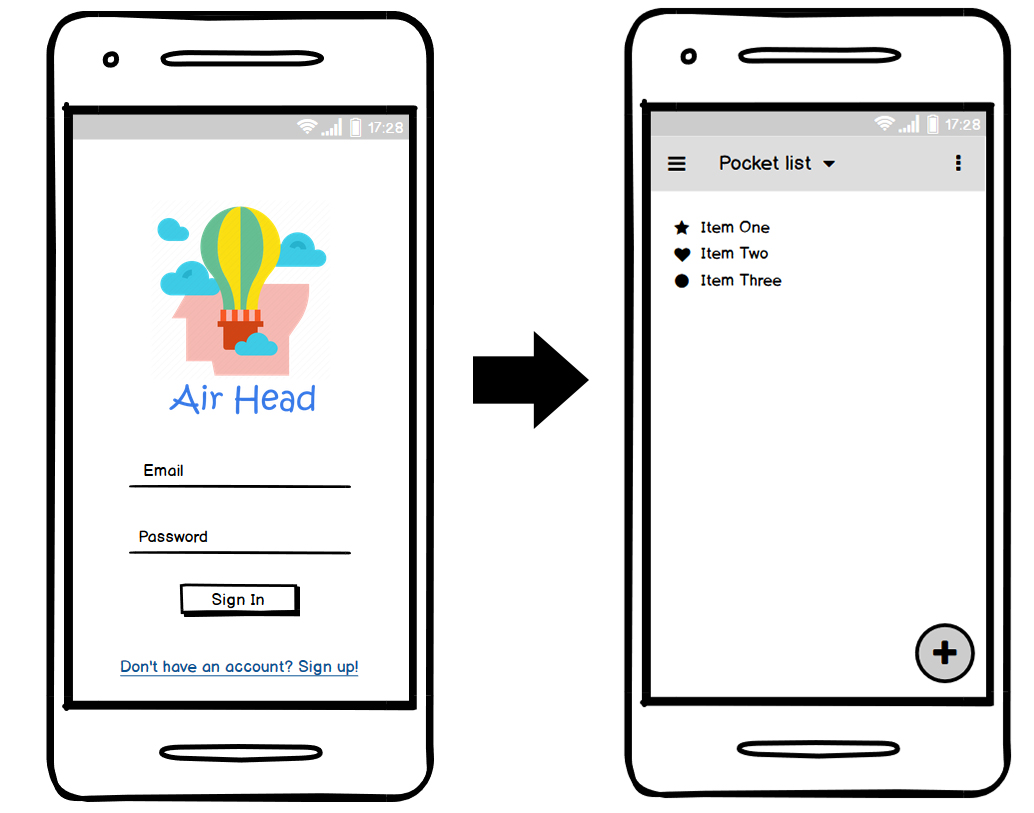 17:28
Air Head
Email
Password
Sign In
Don't have an account? Sign up!
17:28
Pocket list
Item One
Item Two
Item Three